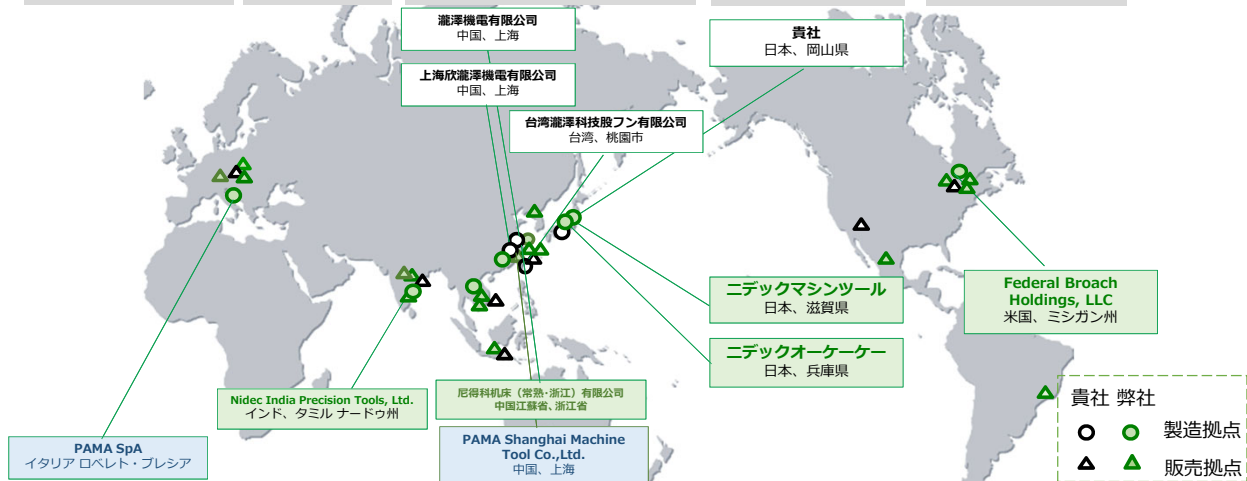 瀧澤機電有限公司
中国、上海
上海欣瀧澤機電有限公司
中国、上海
台湾瀧澤科技股フン有限公司
台湾、桃園市
貴社
日本、岡山県
ニデックマシンツール
日本、滋賀県
ニデックオーケーケー
日本、兵庫県
Federal Broach
Holdings, LLC
米国、ミシガン州
Nidec India Precision Tools, Ltd.
インド、タミル ナードゥ州
尼得科机床（常熟・浙江）有限公司
中国江蘇省、浙江省
PAMA SpA
イタリア ロベレト・ブレシア
PAMA Shanghai Machine
Tool Co.,Ltd.
中国、上海
貴社 弊社
製造拠点
販売拠点